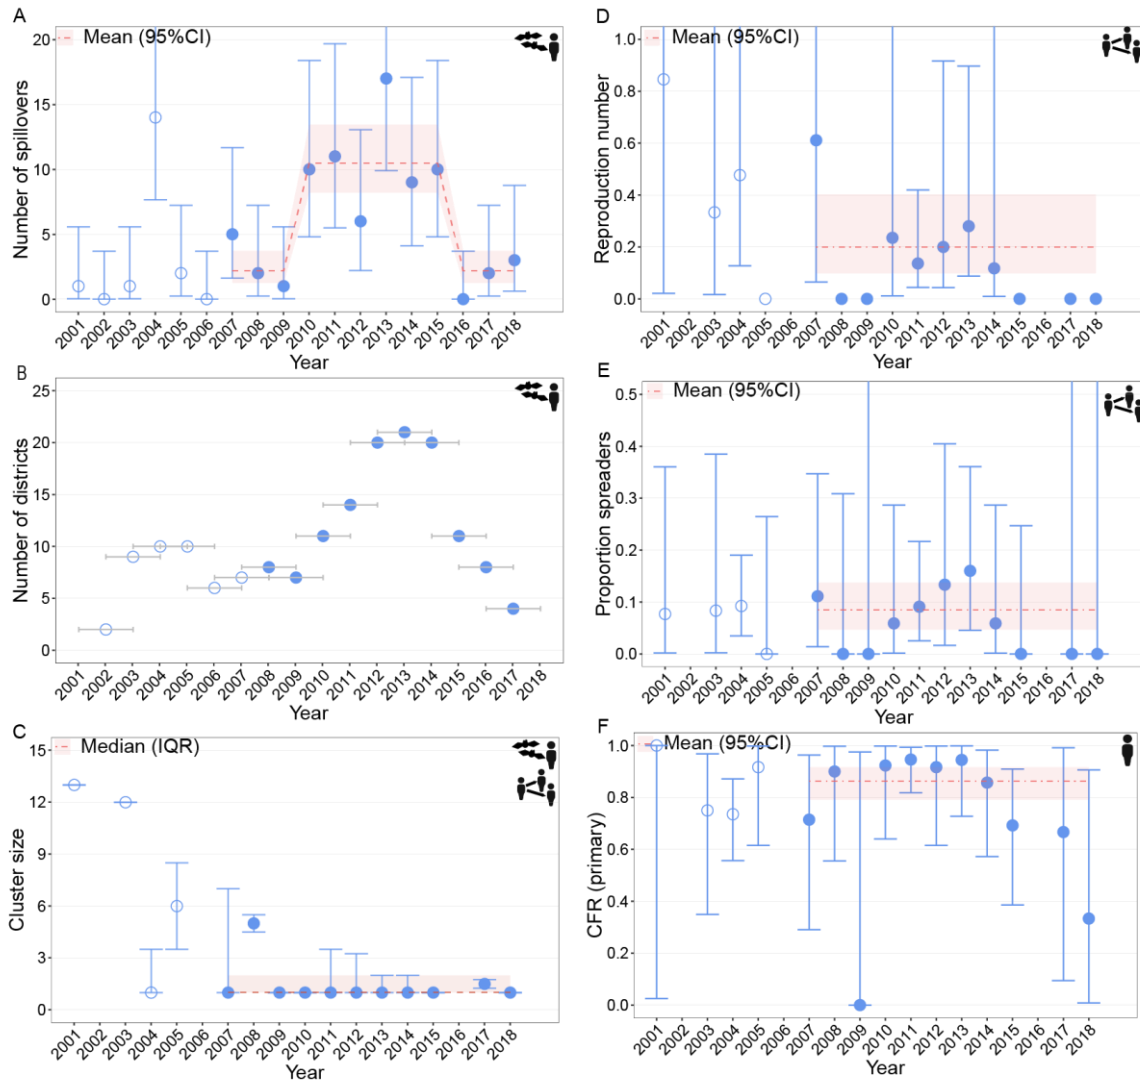 A
Mean (95%CI)
Number of spillovers
20
15
10
5
0
2001 2002 2003 2004 2005 2006 2007 2008 2009 2010 2011 2012 2013 2014 2015 2016 2017 2018
Year
B
Number of districts
25
20
15
10
5
0
2001 2002 2003 2004 2005 2006 2007 2008 2009 2010 2011 2012 2013 2014 2015 2016 2017 2018
Year
C
Median (IQR)
Cluster size
15
12
9
6
3
0
2001 2002 2003 2004 2005 2006 2007 2008 2009 2010 2011 2012 2013 2014 2015 2016 2017 2018
Year
D
Mean (95%CI)
Reproduction number
1.0
0.8
0.6
0.4
0.2
0.0
2001 2002 2003 2004 2005 2006 2007 2008 2009 2010 2011 2012 2013 2014 2015 2016 2017 2018
Year
E
Mean (95%CI)
Proportion spreaders
0.5
0.4
0.3
0.2
0.1
0.0
2001 2002 2003 2004 2005 2006 2007 2008 2009 2010 2011 2012 2013 2014 2015 2016 2017 2018
Year
F
Mean (95%CI)
CFR (primary)
1.0
0.8
0.6
0.4
0.2
0.0
2001 2002 2003 2004 2005 2006 2007 2008 2009 2010 2011 2012 2013 2014 2015 2016 2017 2018
Year